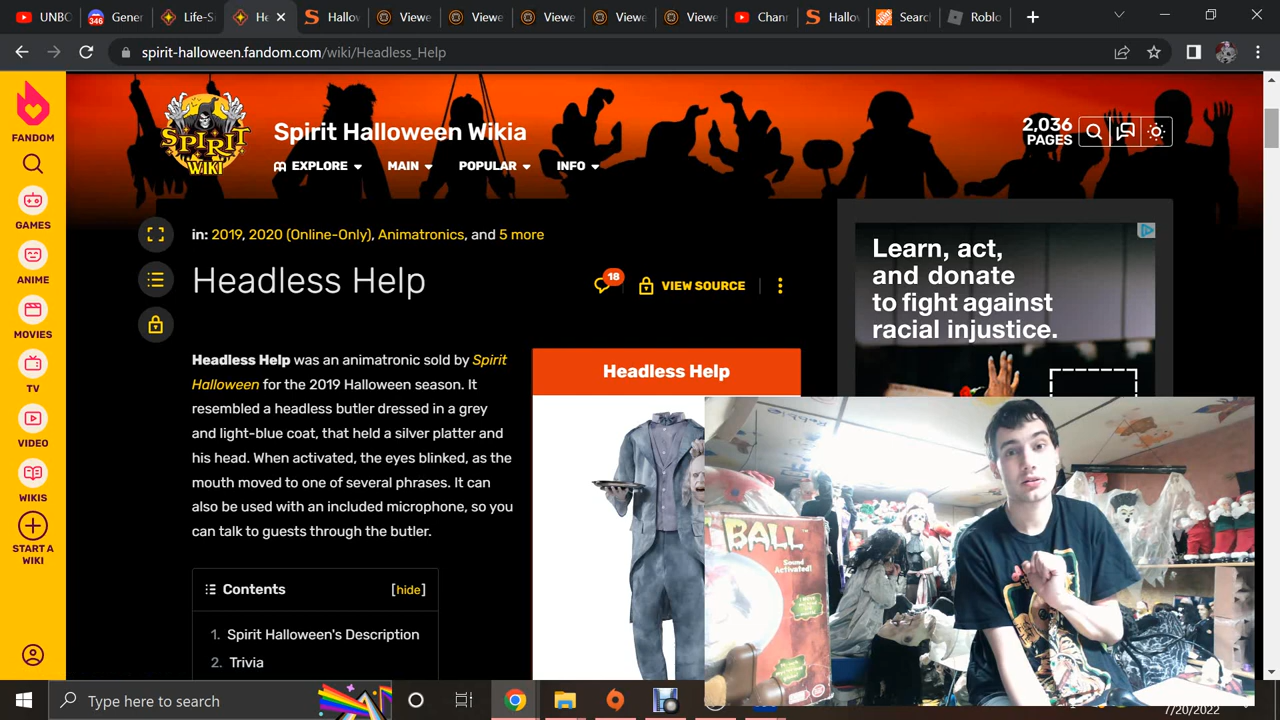 UNBO
346
Gener
Life-S
He
Hallov
Viewe
Viewe
Viewe
Viewe
Viewe
Chann
Hallov
Searc
Roblo
spirit-halloween.fandom.com/wiki/Headless_Help
FANDOM
GAMES
ANIME
MOVIES
TV
VIDEO
WIKIS
START A
WIKI
SPIRIT
WIKI
Spirit Halloween Wikia
EXPLORE
MAIN
POPULAR
INFO
2,036
PAGES
in: 2019, 2020 (Online-Only), Animatronics, and 5 more
Headless Help
18
VIEW SOURCE
Headless Help was an animatronic sold by Spirit
Halloween for the 2019 Halloween season. It
resembled a headless butler dressed in a grey
and light-blue coat, that held a silver platter and
his head. When activated, the eyes blinked, as the
mouth moved to one of several phrases. It can
also be used with an included microphone, so you
can talk to guests through the butler.
Contents
[hide]
1. Spirit Halloween's Description
2. Trivia
Headless Help
Learn, act,
and donate
to fight against
racial injustice.
BALL
Sound
Activated!
Type here to search
7/20/2022